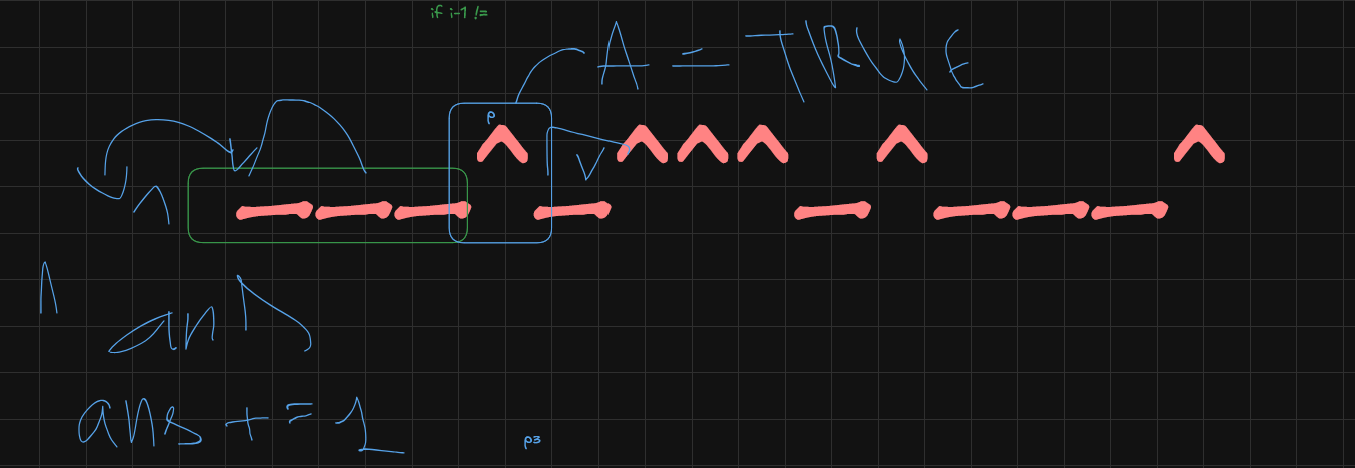 if i-1 !=
A = TRUE
p
V
n
and
ans += 1
p3